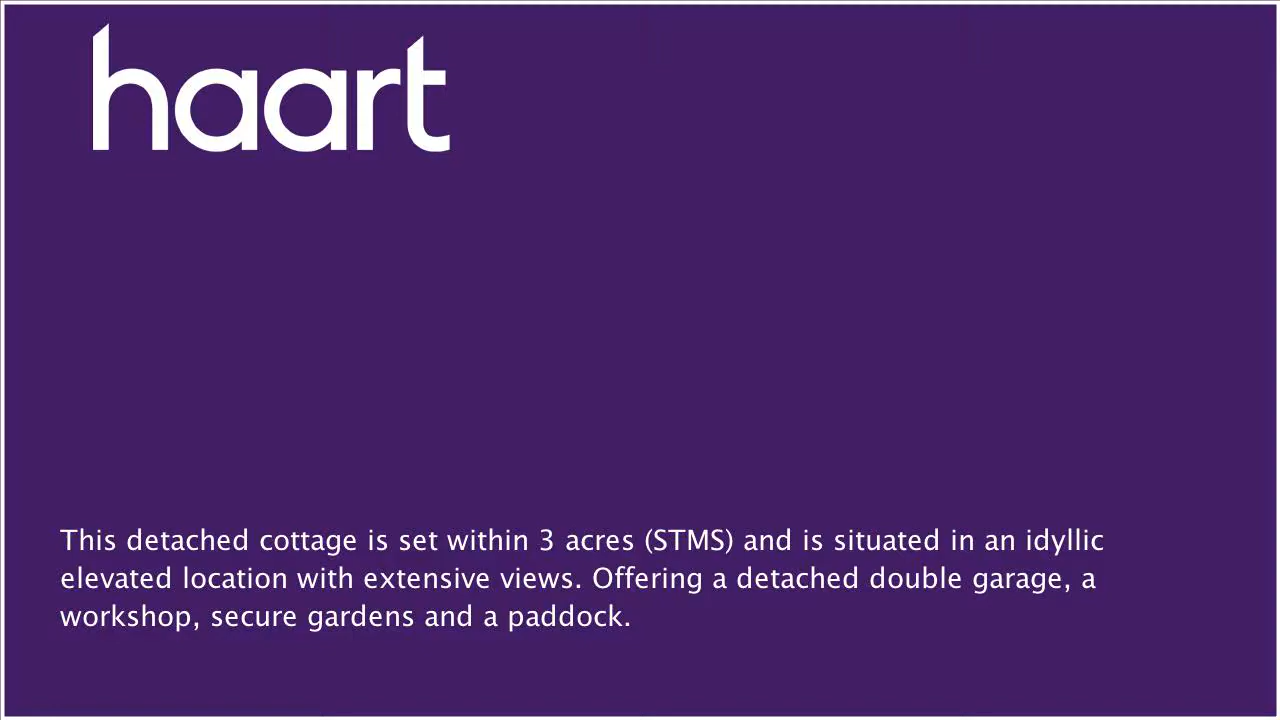 haart
This detached cottage is set within 3 acres (STMS) and is situated in an idyllic
elevated location with extensive views. Offering a detached double garage, a
workshop, secure gardens and a paddock.